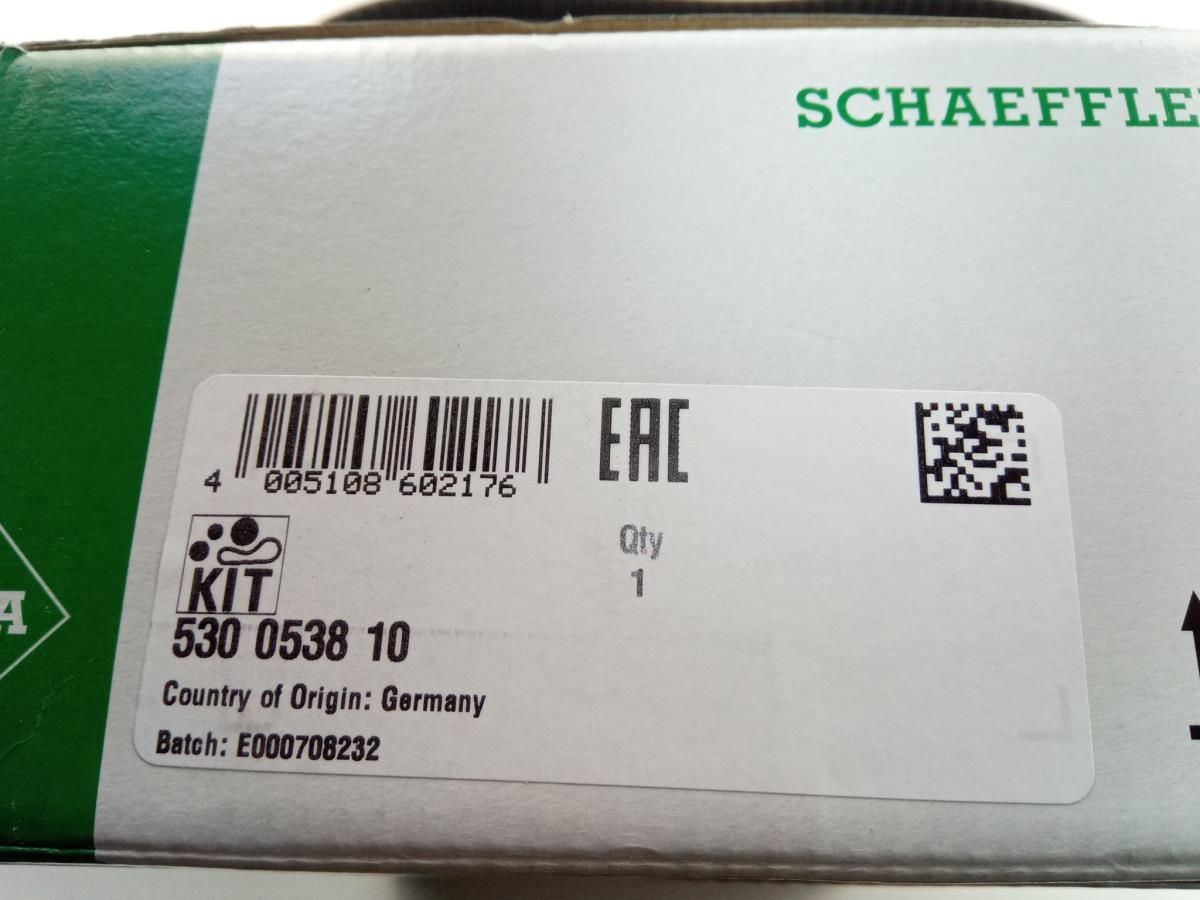 SCHAEFFLE
4 005108 602176
EAC
Qty
1
KIT
530 0538 10
Country of Origin: Germany
Batch: E000708232
A